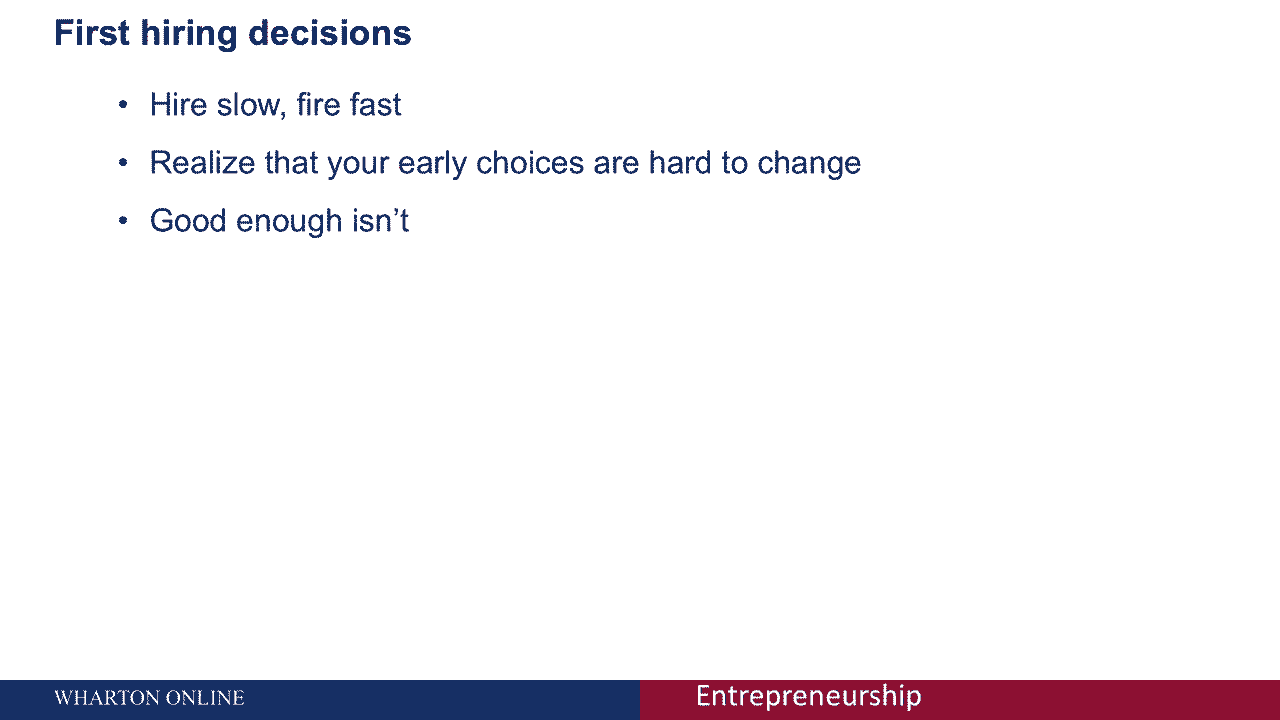 First hiring decisions
• Hire slow, fire fast
• Realize that your early choices are hard to change
• Good enough isn’t
WHARTON ONLINE
Entrepreneurship